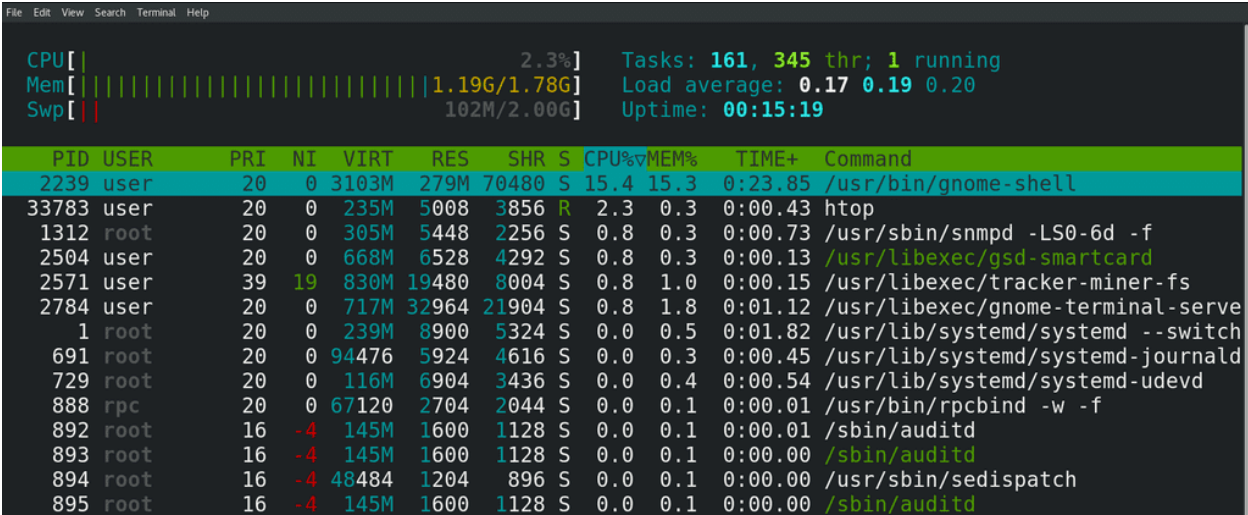 File Edit View Search Terminal Help
CPU[| 2.3%] Tasks: 161, 345 thr; 1 running
Mem[||||||||||||||||||||||||||||1.19G/1.78G] Load average: 0.17 0.19 0.20
Swp[|| 102M/2.00G] Uptime: 00:15:19
PID USER PRI NI VIRT RES SHR S CPU%▽MEM% TIME+ Command
2239 user 20 0 3103M 279M 70480 S 15.4 15.3 0:23.85 /usr/bin/gnome-shell
33783 user 20 0 235M 5008 3856 R 2.3 0.3 0:00.43 htop
1312 root 20 0 305M 5448 2256 S 0.8 0.3 0:00.73 /usr/sbin/snmpd -LS0-6d -f
2504 user 20 0 668M 6528 4292 S 0.8 0.3 0:00.13 /usr/libexec/gsd-smartcard
2571 user 39 19 830M 19480 8004 S 0.8 1.0 0:00.15 /usr/libexec/tracker-miner-fs
2784 user 20 0 717M 32964 21904 S 0.8 1.8 0:01.12 /usr/libexec/gnome-terminal-serve
1 root 20 0 239M 8900 5324 S 0.0 0.5 0:01.82 /usr/lib/systemd/systemd --switch
691 root 20 0 94476 5924 4616 S 0.0 0.3 0:00.45 /usr/lib/systemd/systemd-journald
729 root 20 0 116M 6904 3436 S 0.0 0.4 0:00.54 /usr/lib/systemd/systemd-udevd
888 rpc 20 0 67120 2704 2044 S 0.0 0.1 0:00.01 /usr/bin/rpcbind -w -f
892 root 16 -4 145M 1600 1128 S 0.0 0.1 0:00.01 /sbin/auditd
893 root 16 -4 145M 1600 1128 S 0.0 0.1 0:00.00 /sbin/auditd
894 root 16 -4 48484 1204 896 S 0.0 0.1 0:00.00 /usr/sbin/sedispatch
895 root 16 -4 145M 1600 1128 S 0.0 0.1 0:00.00 /sbin/auditd